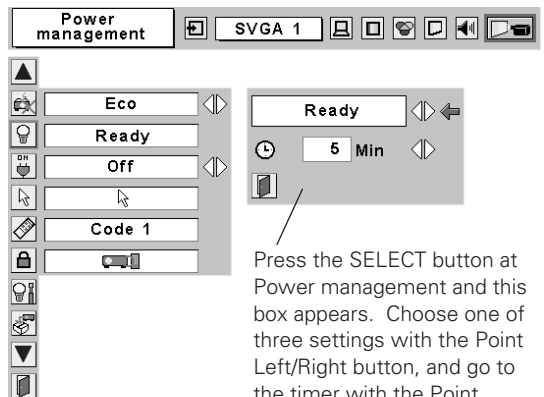 Power
management
SVGA 1
Eco
Ready
Ready
ON
Off
5 Min
Code 1
Press the SELECT button at
Power management and this
box appears. Choose one of
three settings with the Point
Left/Right button, and go to
the timer with the Point